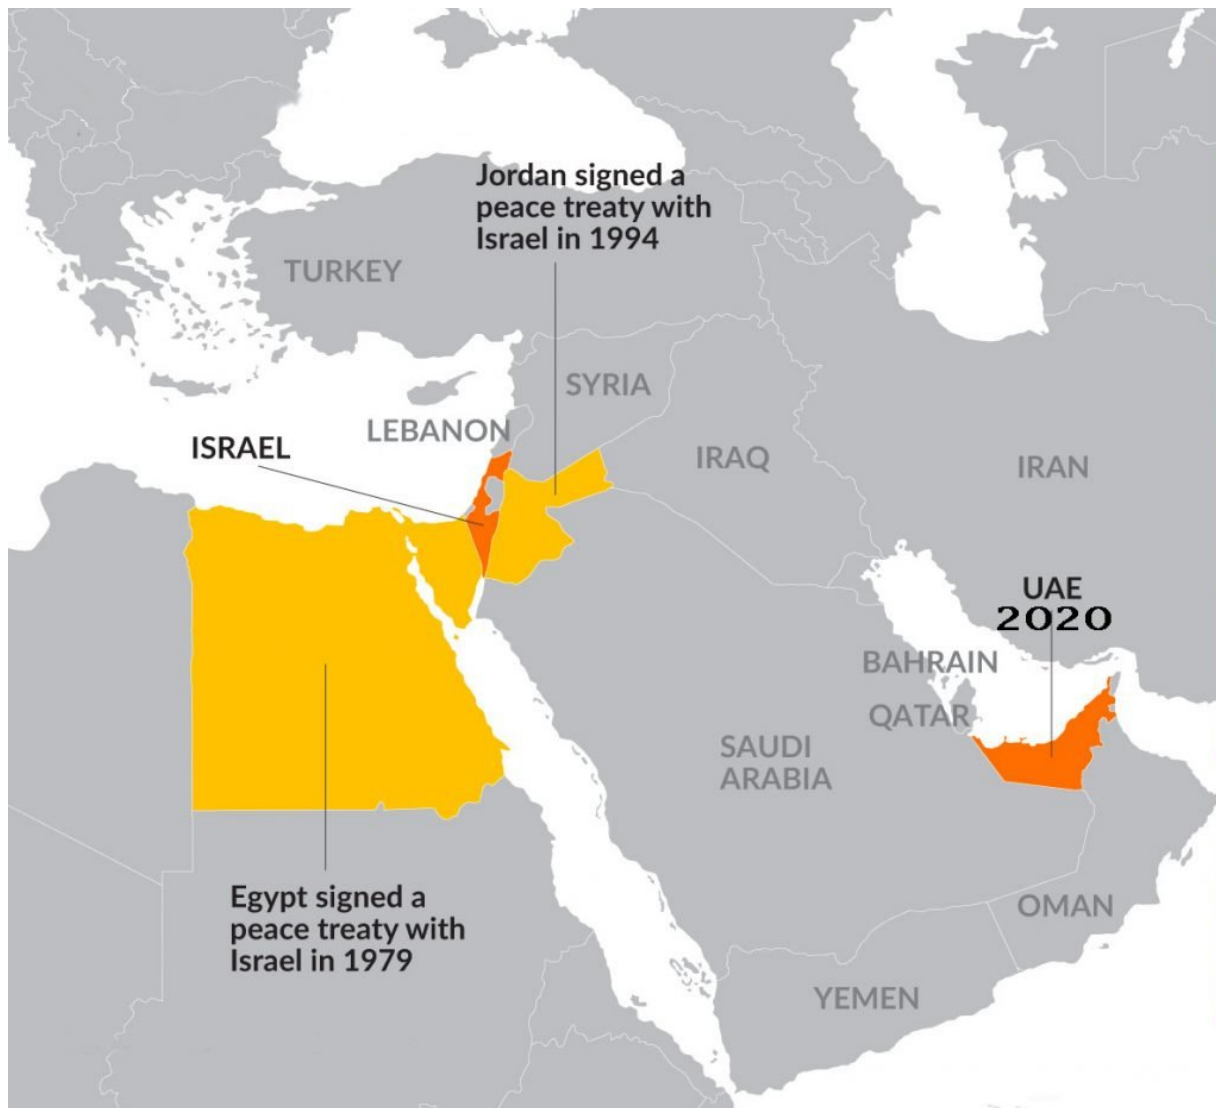 Jordan signed a
peace treaty with
Israel in 1994
TURKEY
SYRIA
LEBANON
ISRAEL
IRAQ
IRAN
UAE
2020
BAHRAIN
QATAR
SAUDI
ARABIA
Egypt signed a
peace treaty with
Israel in 1979
OMAN
YEMEN